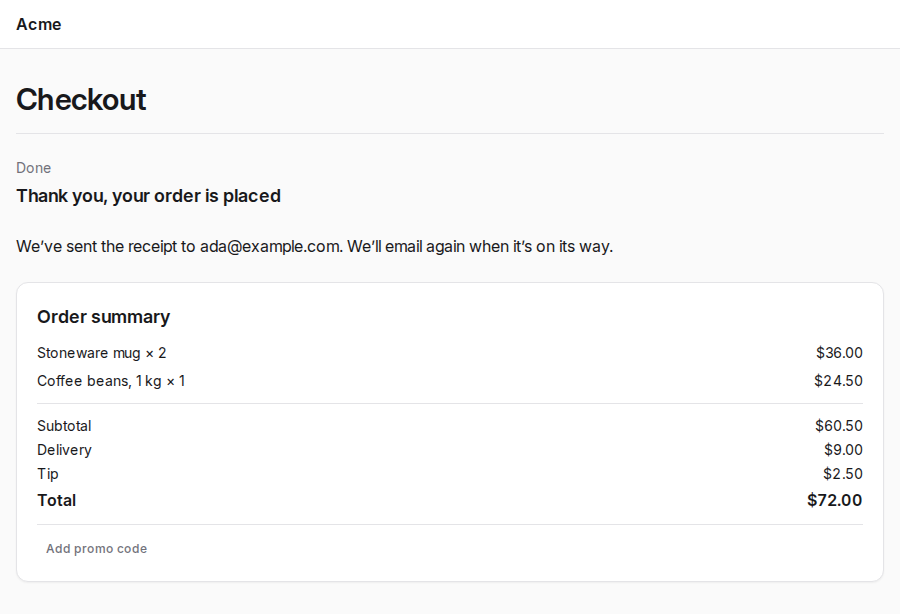 Acme
Checkout
Done
Thank you, your order is placed
We’ve sent the receipt to ada@example.com. We’ll email again when it’s on its way.
Order summary
Stoneware mug × 2 $36.00
Coffee beans, 1 kg × 1 $24.50
Subtotal $60.50
Delivery $9.00
Tip $2.50
Total $72.00
Add promo code